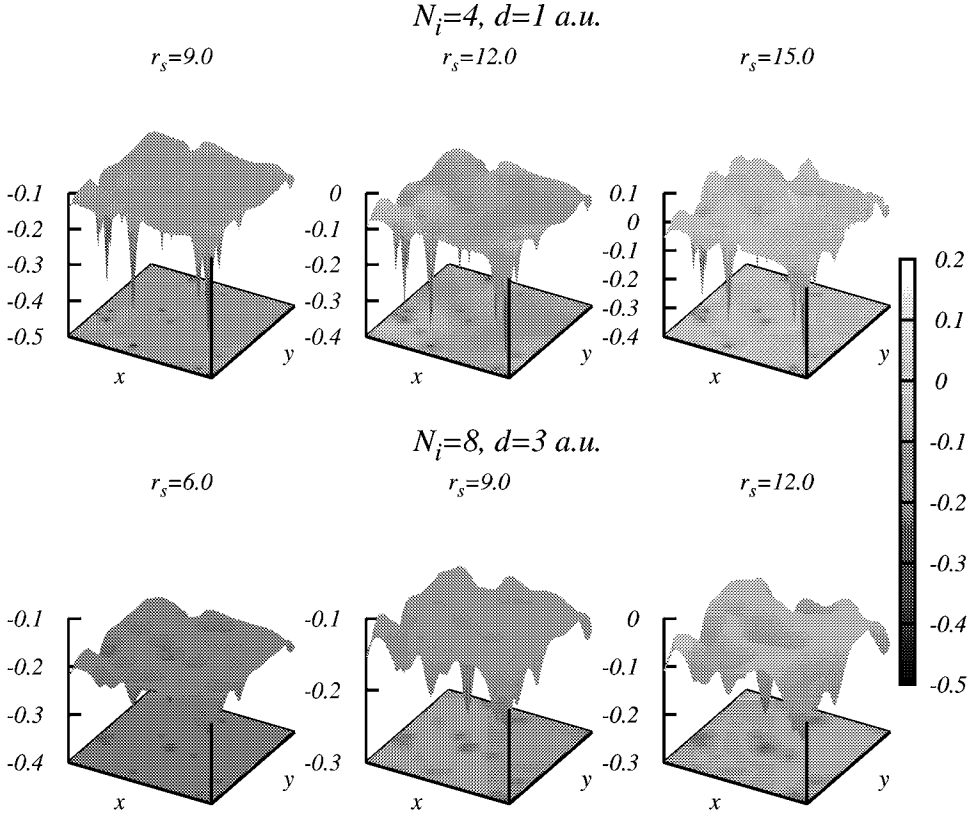 N_i=4, d=1 a.u.
r_s=9.0 r_s=12.0 r_s=15.0
-0.1 0 0.1
-0.2 -0.1 0
-0.3 -0.2 -0.1
-0.4 -0.3 -0.2
-0.5 -0.4 -0.3
-0.4
x y x y x y
0.2
0.1
0
-0.1
-0.2
-0.3
-0.4
-0.5
N_i=8, d=3 a.u.
r_s=6.0 r_s=9.0 r_s=12.0
-0.1 -0.1 0
-0.2 -0.2 -0.1
-0.3 -0.3 -0.2
-0.4 -0.3
x y x y x y